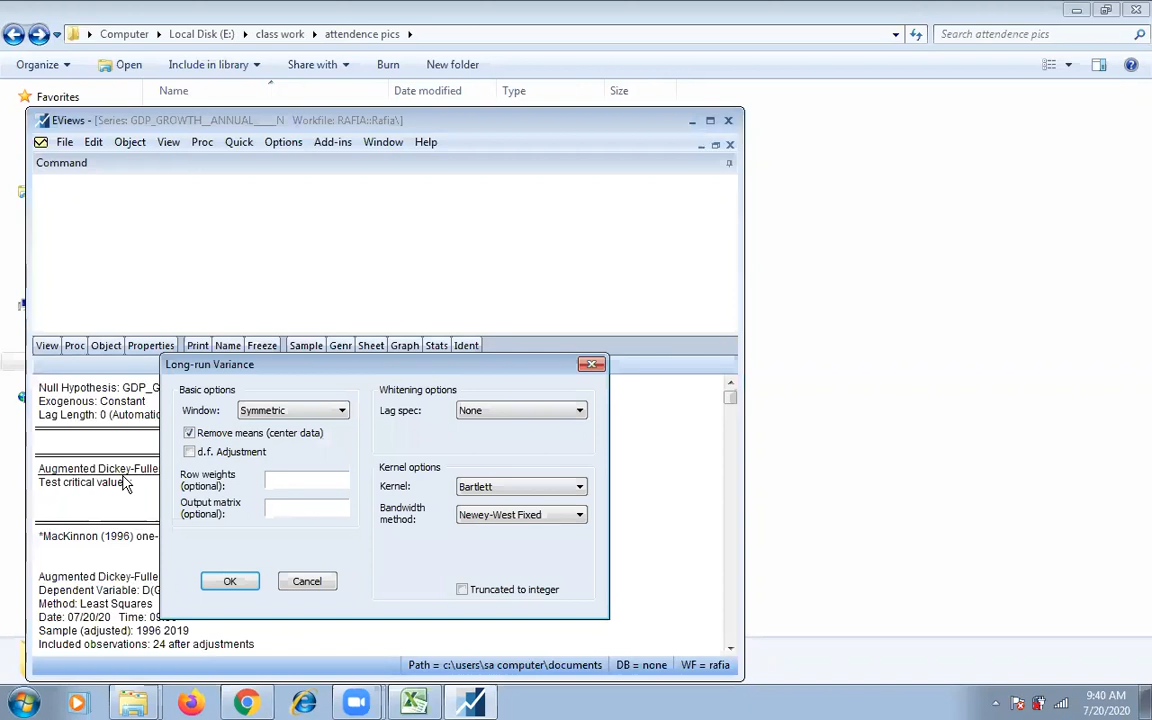 Computer
Local Disk (E:)
class work
attendence pics
Search attendence pics
Organize
Open
Include in library
Share with
Burn
New folder
Favorites
Name
Date modified
Type
Size
EViews - [Series: GDP_GROWTH__ANNUAL____N Workfile: RAFIA::Rafia\]
File Edit Object View Proc Quick Options Add-ins Window Help
Command
View Proc Object Properties Print Name Freeze Sample Genr Sheet Graph Stats Ident
Long-run Variance
Basic options
Window: Symmetric
Remove means (center data)
d.f. Adjustment
Row weights
(optional):
Output matrix
(optional):
OK
Cancel
Whitening options
Lag spec: None
Kernel options
Kernel: Bartlett
Bandwidth
method:
Newey-West Fixed
Truncated to integer
Null Hypothesis: GDP_G
Exogenous: Constant
Lag Length: 0 (Automatic
Augmented Dickey-Fulle
Test critical value
*MacKinnon (1996) one-
Augmented Dickey-Fulle
Dependent Variable: D(G
Method: Least Squares
Date: 07/20/20 Time: 09:
Sample (adjusted): 1996 2019
Included observations: 24 after adjustments
Path = c:\users\sa computer\documents
DB = none
WF = rafia
9:40 AM
7/20/2020